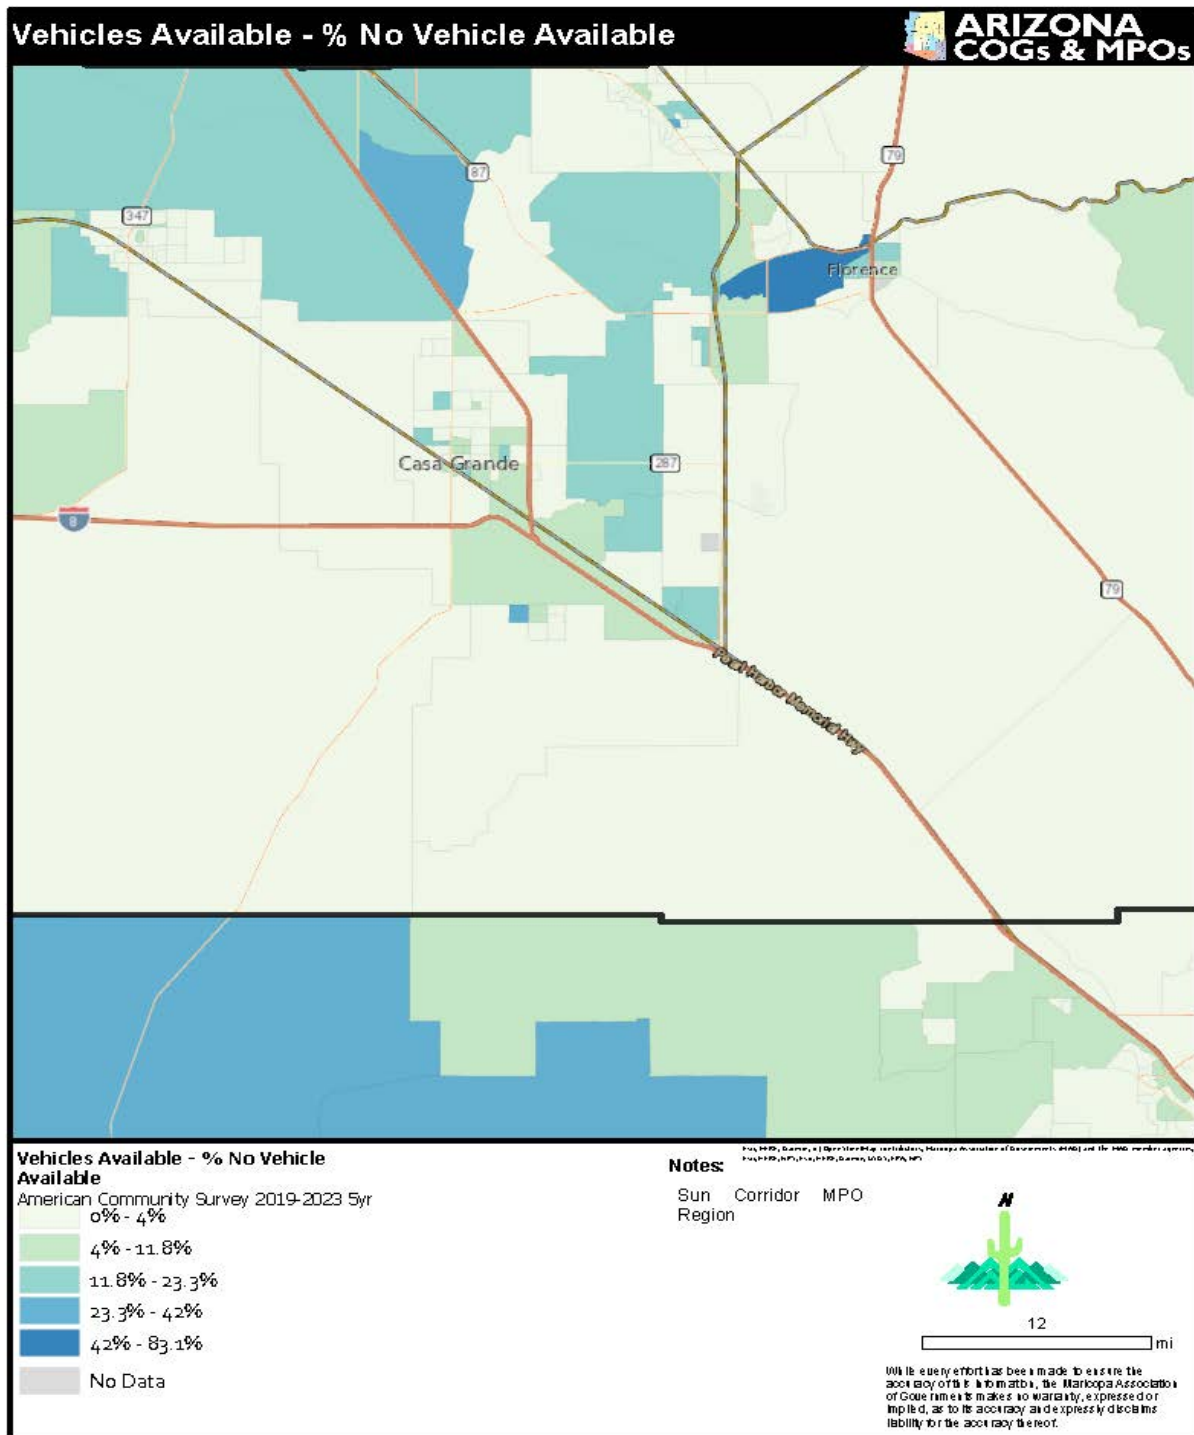 Vehicles Available - % No Vehicle Available
ARIZONA
COGs & MPOs
79
87
347
Florence
Casa Grande
287
8
79
Pearl Harbor Memorial Hwy
Vehicles Available - % No Vehicle
Available
American Community Survey 2019-2023 5yr
0% - 4%
4% - 11.8%
11.8% - 23.3%
23.3% - 42%
42% - 83.1%
No Data
Notes:
Sun Corridor MPO
Region
N
12
mi
While every effort has been made to ensure the
accuracy of this information, the Maricopa Association
of Governments makes no warranty, expressed or
implied, as to its accuracy and expressly disclaims
liability for the accuracy thereof.